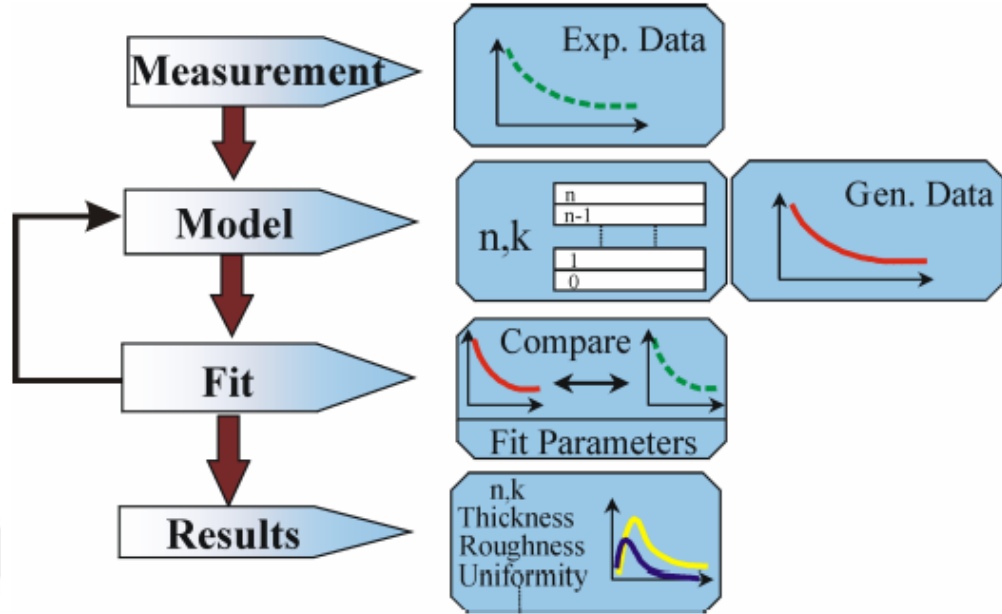 Measurement
Exp. Data
Model
n,k
n
n-1
1
0
Gen. Data
Fit
Compare
Fit Parameters
Results
n,k
Thickness
Roughness
Uniformity